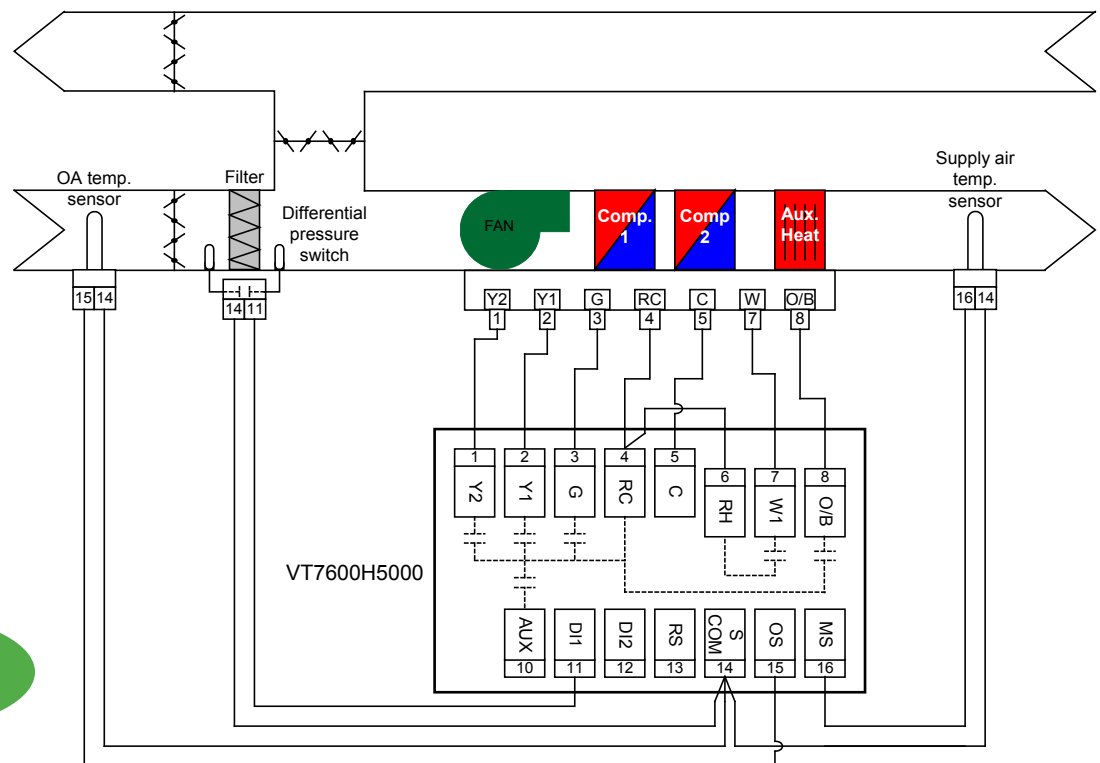 OA temp.
sensor
Filter
Differential
pressure
switch
FAN
Comp.
1
Comp
2
Aux.
Heat
Supply air
temp.
sensor
15 14
14 11
Y2 Y1 G RC C W O/B
1 2 3 4 5 7 8
16 14
1 2 3 4 5 6 7 8
Y2 Y1 G RC C RH W1 O/B
VT7600H5000
AUX DI1 DI2 RS S COM OS MS
10 11 12 13 14 15 16